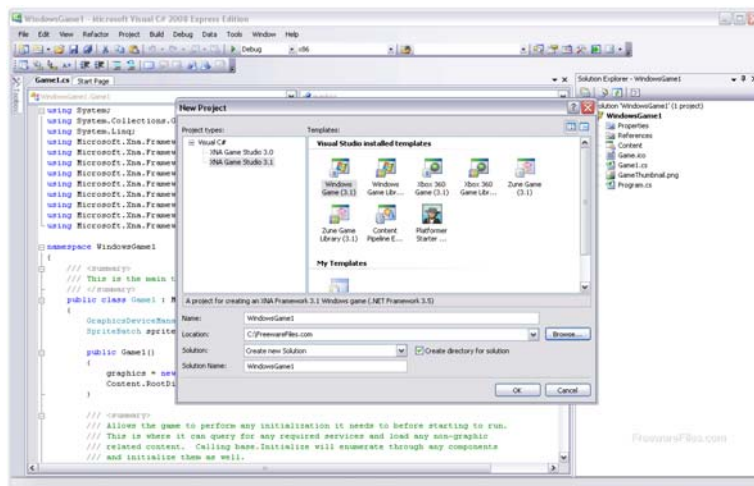 WindowsGame1 - Microsoft Visual C# 2008 Express Edition
File Edit View Refactor Project Build Debug Data Tools Window Help
Debug x86
Game1.cs Start Page
Solution Explorer - WindowsGame1
Solution 'WindowsGame1' (1 project)
WindowsGame1
Properties
References
Content
Game.ico
Game1.cs
GameThumbnail.png
Program.cs
using System;
using System.Collections.G
using System.Linq;
using Microsoft.Xna.Framew
using Microsoft.Xna.Framew
using Microsoft.Xna.Framew
using Microsoft.Xna.Framew
using Microsoft.Xna.Framew
using Microsoft.Xna.Framew
using Microsoft.Xna.Framew
using Microsoft.Xna.Framew
namespace WindowsGame1
{
/// <summary>
/// This is the main t
/// </summary>
public class Game1 : M
{
GraphicsDeviceMana
SpriteBatch sprite
public Game1()
{
graphics = new
Content.RootDi
}
/// <summary>
/// Allows the game to perform any initialization it needs to before starting to run.
/// This is where it can query for any required services and load any non-graphic
/// related content. Calling base.Initialize will enumerate through any components
/// and initialize them as well.
New Project
Project types:
Templates:
Visual C#
XNA Game Studio 3.0
XNA Game Studio 3.1
Visual Studio installed templates
Windows Game (3.1)
Windows Game Libr...
Xbox 360 Game (3.1)
Xbox 360 Game Libr...
Zune Game (3.1)
Zune Game Library (3.1)
Content Pipeline E...
Platformer Starter ...
My Templates
A project for creating an XNA Framework 3.1 Windows game (.NET Framework 3.5)
Name: WindowsGame1
Location: C:\FreewareFiles.com Browse...
Solution: Create new Solution Create directory for solution
Solution Name: WindowsGame1
OK Cancel
FreewareFiles.com